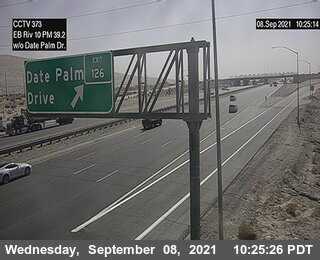 CCTV 373
08.Sep 2021 10:25:14
EB Riv 10 PM 39.2
w/o Date Palm Dr.
Date Palm
Drive
EXIT
126
Wednesday, September 08, 2021 10:25:26 PDT